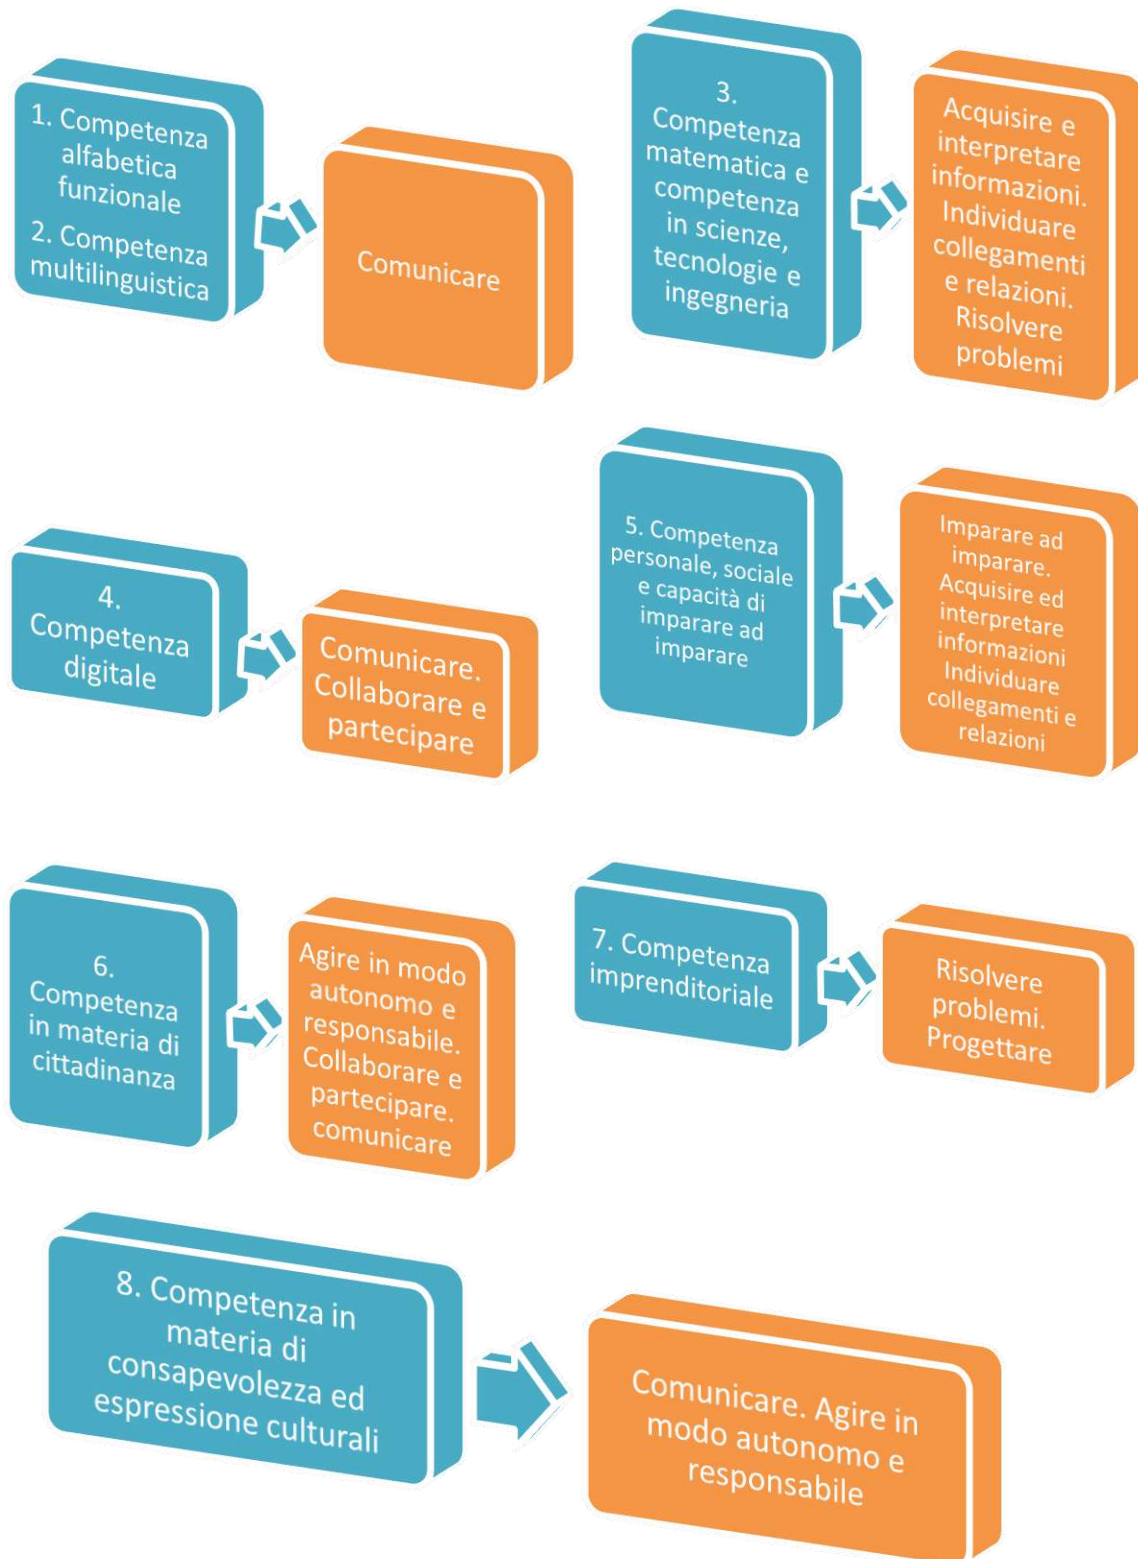 1. Competenza
alfabetica
funzionale
2. Competenza
multilinguistica
Comunicare
3.
Competenza
matematica e
competenza
in scienze,
tecnologie e
ingegneria
Acquisire e
interpretare
informazioni.
Individuare
collegamenti
e relazioni.
Risolvere
problemi
4.
Competenza
digitale
Comunicare.
Collaborare e
partecipare
5. Competenza
personale, sociale
e capacità di
imparare ad
imparare
Imparare ad
imparare.
Acquisire ed
interpretare
informazioni
Individuare
collegamenti e
relazioni
6.
Competenza
in materia di
cittadinanza
Agire in modo
autonomo e
responsabile.
Collaborare e
partecipare.
comunicare
7. Competenza
imprenditoriale
Risolvere
problemi.
Progettare
8. Competenza in
materia di
consapevolezza ed
espressione culturali
Comunicare. Agire in
modo autonomo e
responsabile